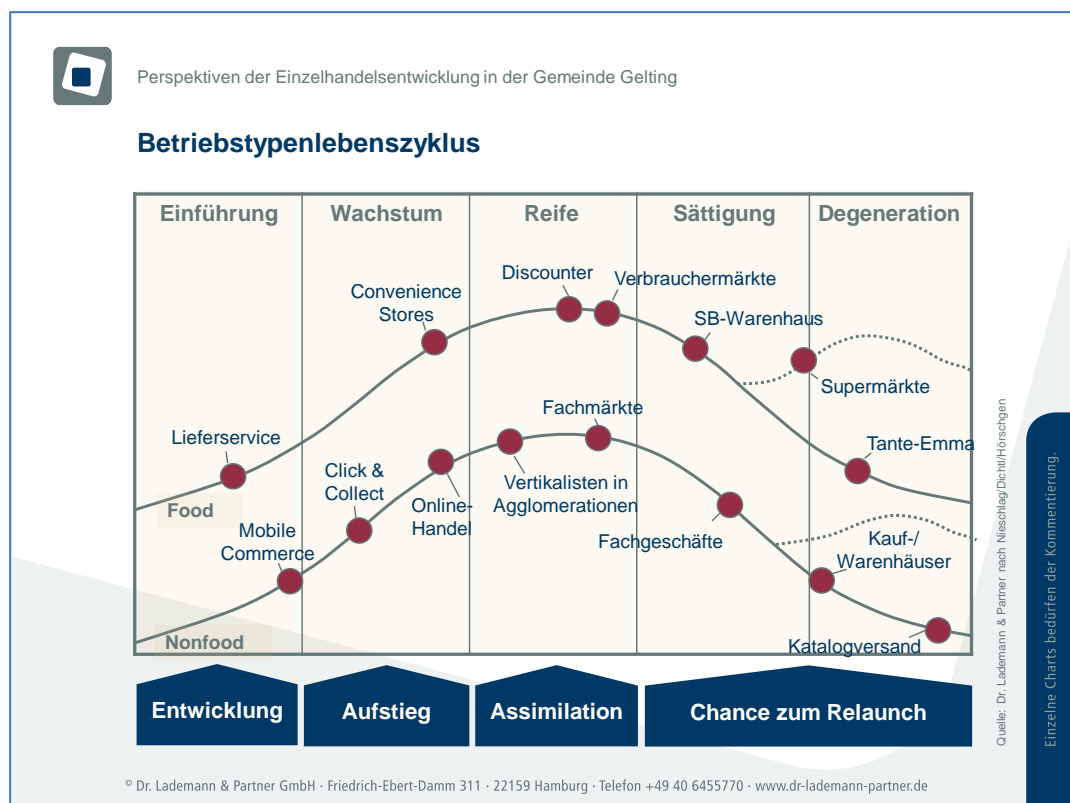 Perspektiven der Einzelhandelsentwicklung in der Gemeinde Gelting
Betriebstypenlebenszyklus
Einführung
Wachstum
Reife
Sättigung
Degeneration
Discounter
Verbrauchermärkte
Convenience
Stores
SB-Warenhaus
Supermärkte
Fachmärkte
Lieferservice
Tante-Emma
Click &
Collect
Vertikalisten in
Agglomerationen
Online-
Handel
Food
Mobile
Commerce
Fachgeschäfte
Kauf-/
Warenhäuser
Nonfood
Katalogversand
Entwicklung
Aufstieg
Assimilation
Chance zum Relaunch
Quelle: Dr. Lademann & Partner nach Nieschlag/Dichtl/Hörschgen
Einzelne Charts bedürfen der Kommentierung.
© Dr. Lademann & Partner GmbH · Friedrich-Ebert-Damm 311 · 22159 Hamburg · Telefon +49 40 6455770 · www.dr-lademann-partner.de